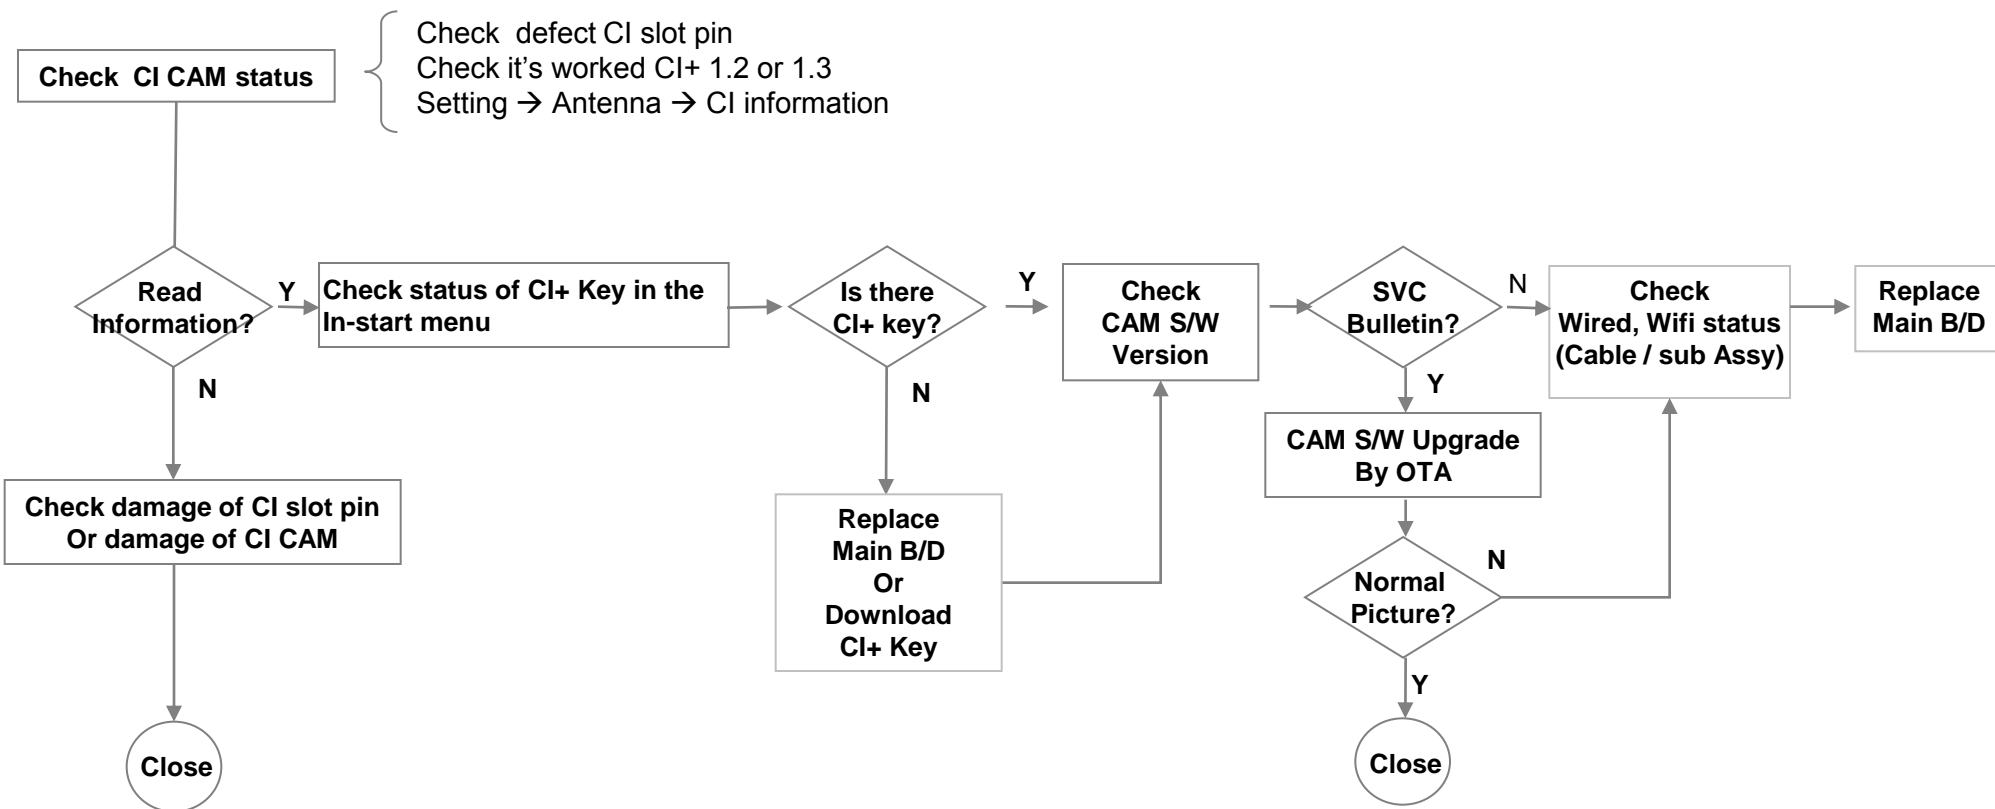 Check CI CAM status
Check defect CI slot pin
Check it's worked CI+ 1.2 or 1.3
Setting → Antenna → CI information
Read
Information?
Y
N
Check status of CI+ Key in the
In-start menu
Is there
CI+ key?
Y
N
Check
CAM S/W
Version
SVC
Bulletin?
N
Y
Check
Wired, Wifi status
(Cable / sub Assy)
Replace
Main B/D
Check damage of CI slot pin
Or damage of CI CAM
Close
Replace
Main B/D
Or
Download
CI+ Key
CAM S/W Upgrade
By OTA
Normal
Picture?
N
Y
Close